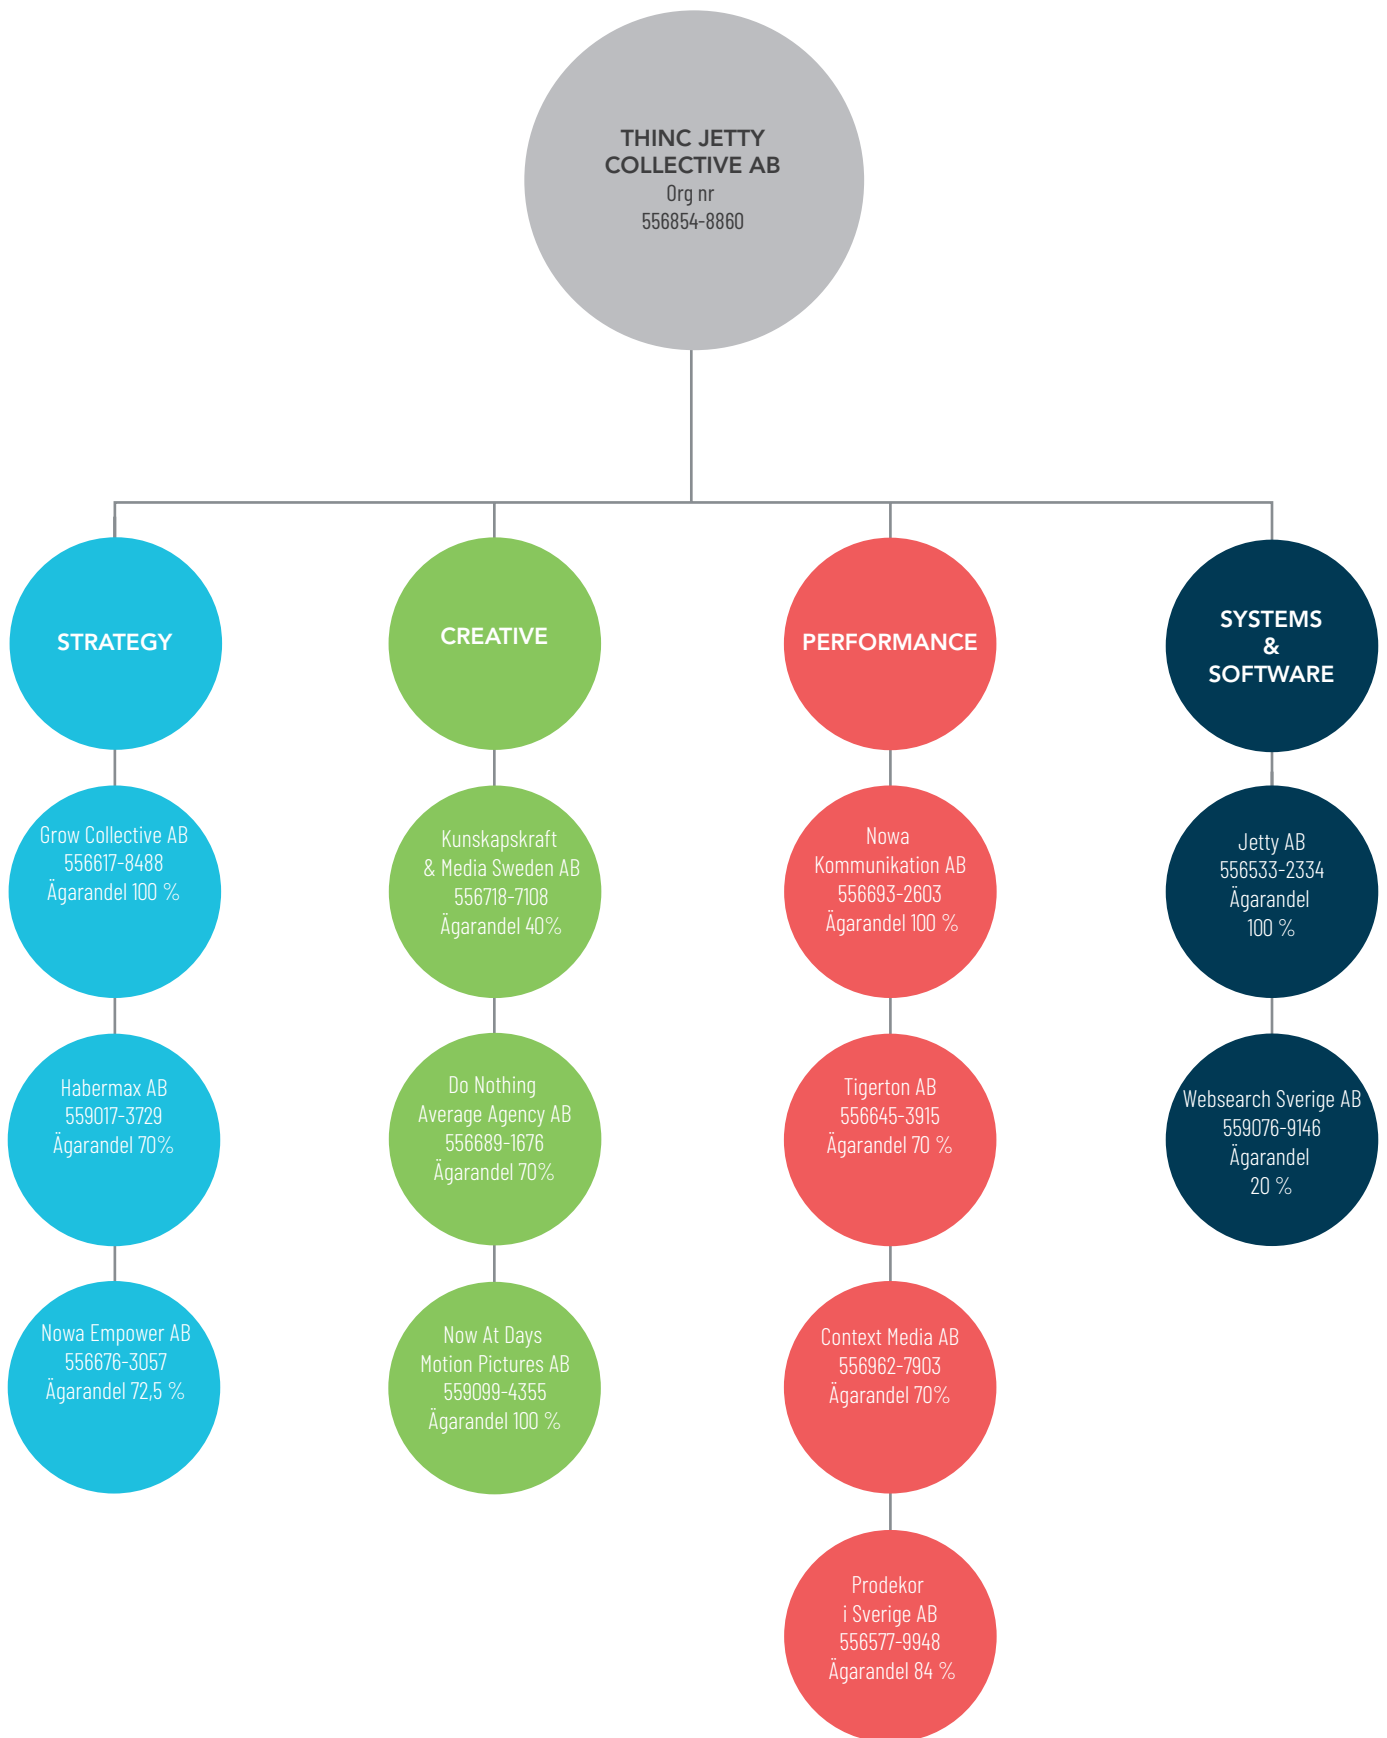 THINC JETTY
COLLECTIVE AB
Org nr
556854-8860
STRATEGY
Grow Collective AB
556617-8488
Ägarandel 100 %
Habermax AB
559017-3729
Ägarandel 70%
Nowa Empower AB
556676-3057
Ägarandel 72,5 %
CREATIVE
Kunskapskraft
& Media Sweden AB
556718-7108
Ägarandel 40%
Do Nothing
Average Agency AB
556689-1676
Ägarandel 70%
Now At Days
Motion Pictures AB
559099-4355
Ägarandel 100 %
PERFORMANCE
Nowa
Kommunikation AB
556693-2603
Ägarandel 100 %
Tigerton AB
556645-3915
Ägarandel 70 %
Context Media AB
556962-7903
Ägarandel 70%
Prodekor
i Sverige AB
556577-9948
Ägarandel 84 %
SYSTEMS
&
SOFTWARE
Jetty AB
556533-2334
Ägarandel
100 %
Websearch Sverige AB
559076-9146
Ägarandel
20 %